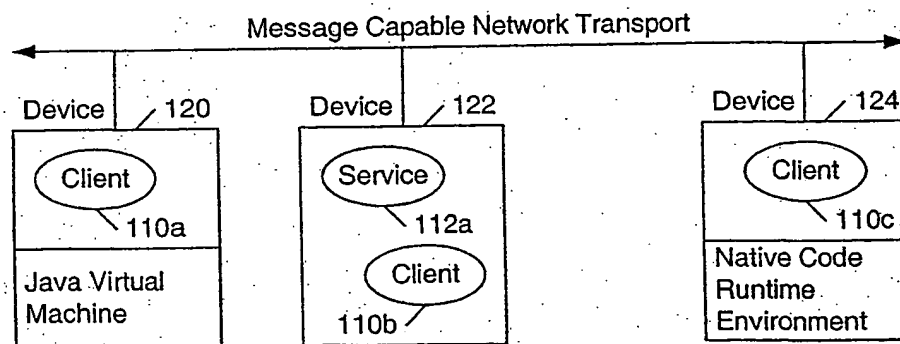 Message Capable Network Transport
Device 120
Device 122
Device 124
Client
110a
Java Virtual
Machine
Service
112a
Client
110b
Client
110c
Native Code
Runtime
Environment